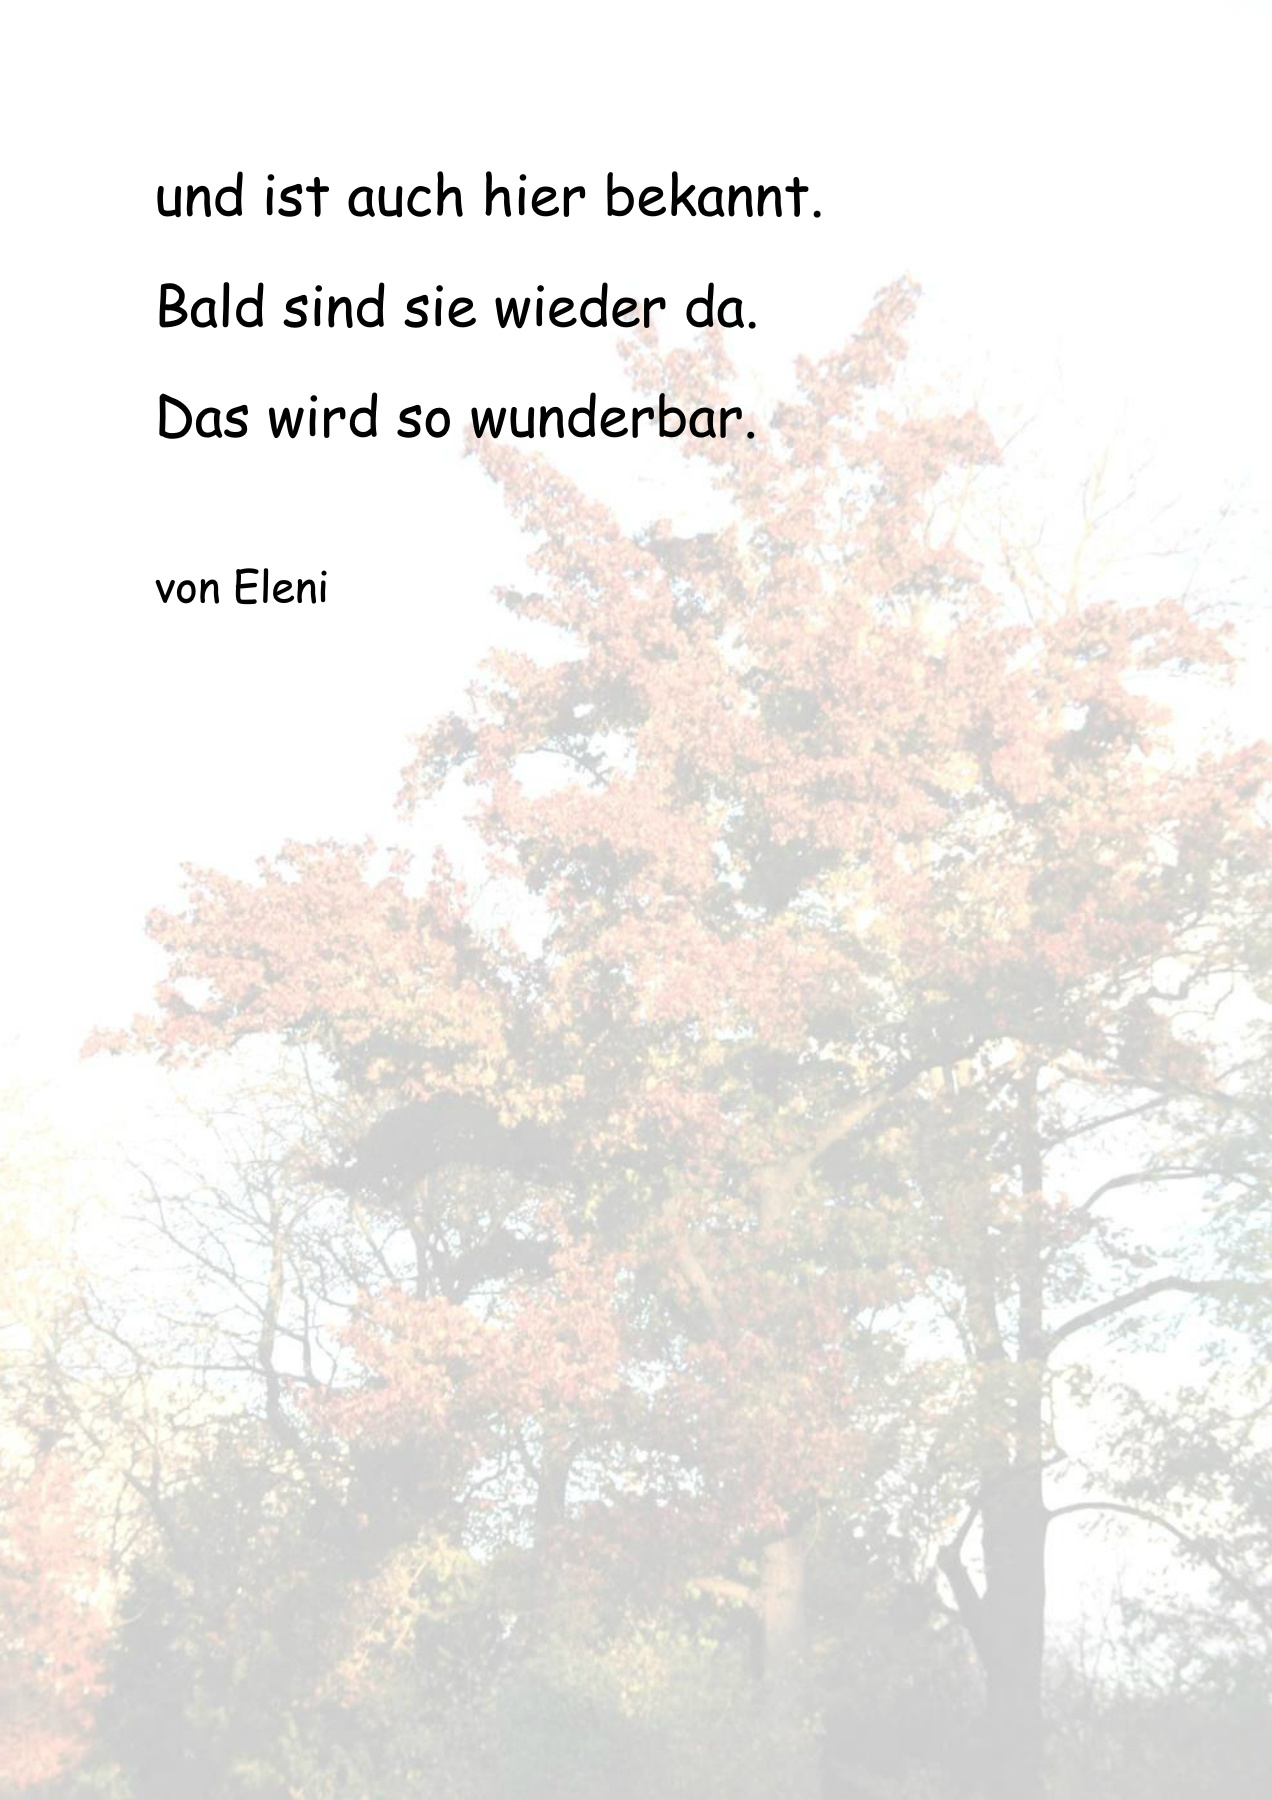 und ist auch hier bekannt.
Bald sind sie wieder da.
Das wird so wunderbar.
von Eleni